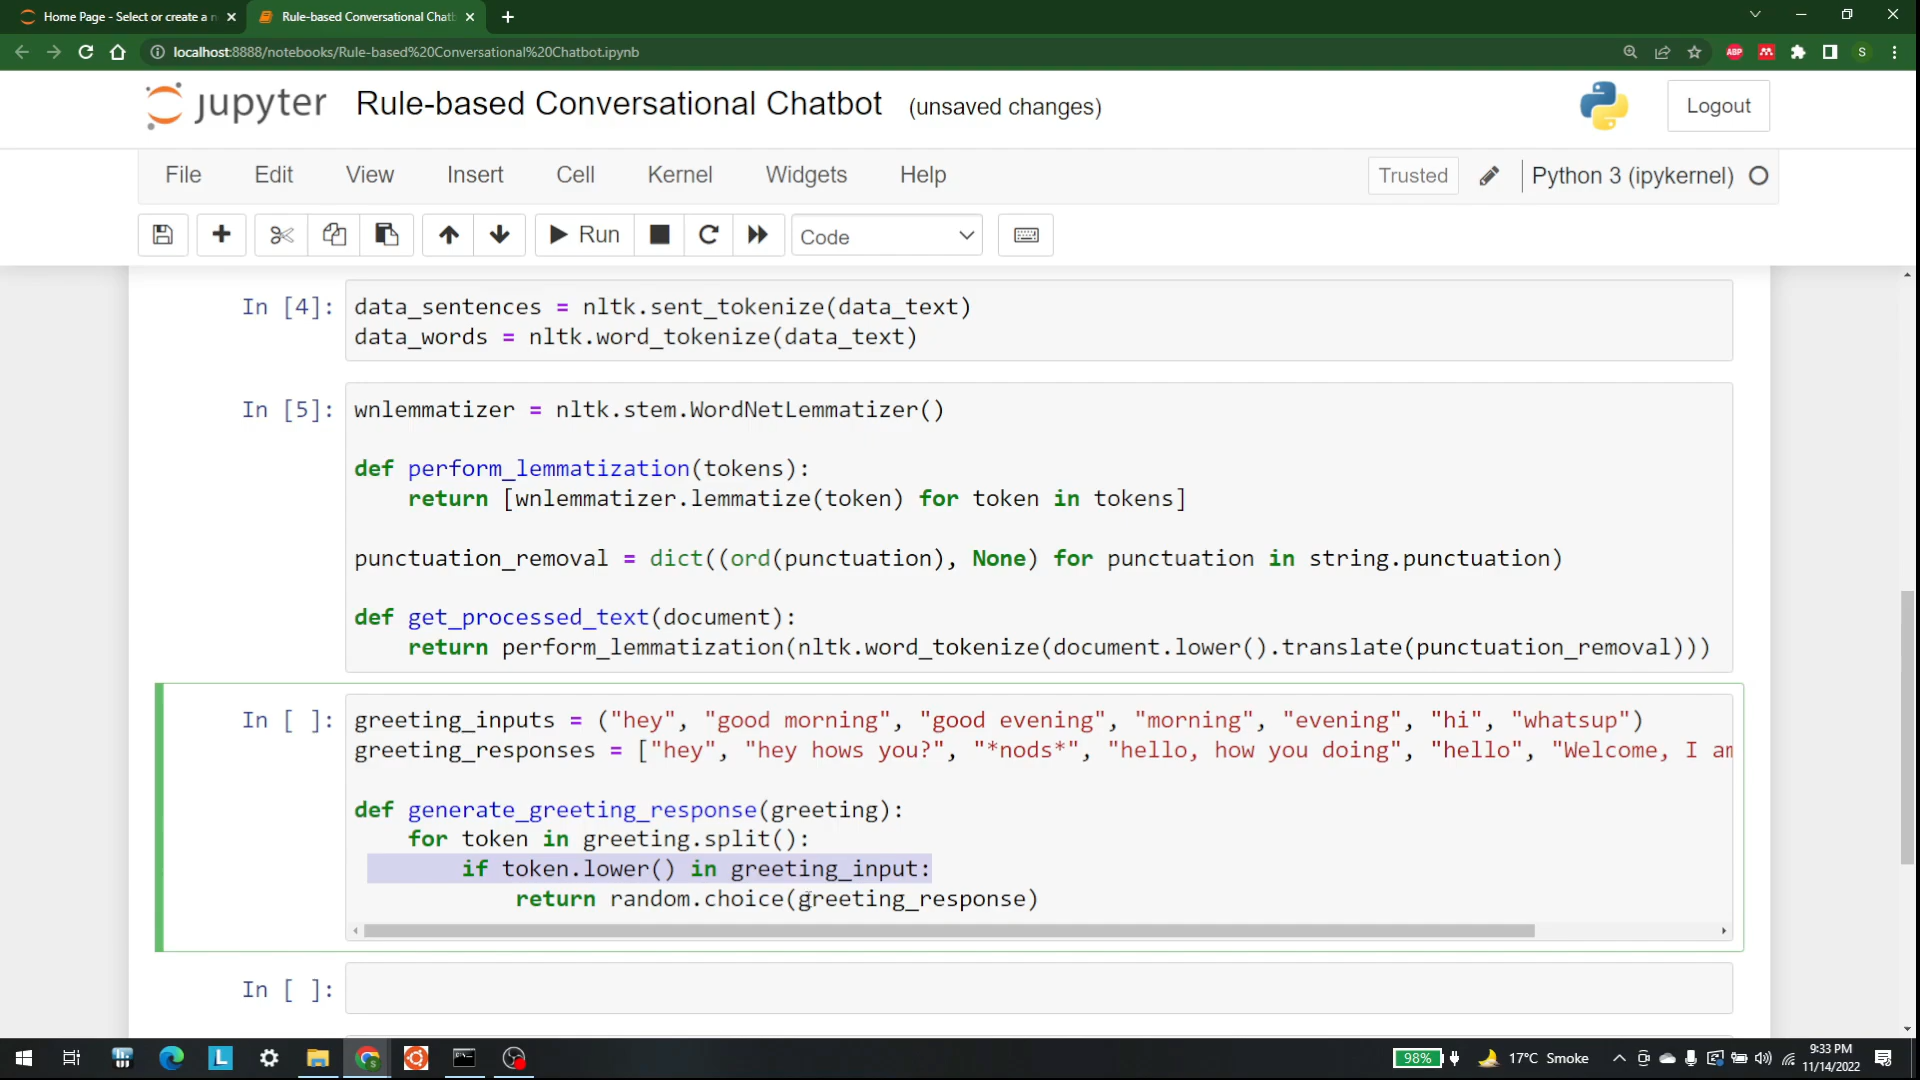 Home Page - Select or create a n
Rule-based Conversational Chatb
localhost:8888/notebooks/Rule-based%20Conversational%20Chatbot.ipynb
ABP
S
jupyter Rule-based Conversational Chatbot (unsaved changes)
Logout
File Edit View Insert Cell Kernel Widgets Help
Trusted
Python 3 (ipykernel)
Run
Code
In [4]:
data_sentences = nltk.sent_tokenize(data_text)
data_words = nltk.word_tokenize(data_text)
In [5]:
wnlemmatizer = nltk.stem.WordNetLemmatizer()
def perform_lemmatization(tokens):
return [wnlemmatizer.lemmatize(token) for token in tokens]
punctuation_removal = dict((ord(punctuation), None) for punctuation in string.punctuation)
def get_processed_text(document):
return perform_lemmatization(nltk.word_tokenize(document.lower().translate(punctuation_removal)))
In [ ]:
greeting_inputs = ("hey", "good morning", "good evening", "morning", "evening", "hi", "whatsup")
greeting_responses = ["hey", "hey hows you?", "*nods*", "hello, how you doing", "hello", "Welcome, I am
def generate_greeting_response(greeting):
for token in greeting.split():
if token.lower() in greeting_input:
return random.choice(greeting_response)
In [ ]:
L
98%
17°C Smoke
9:33 PM
11/14/2022